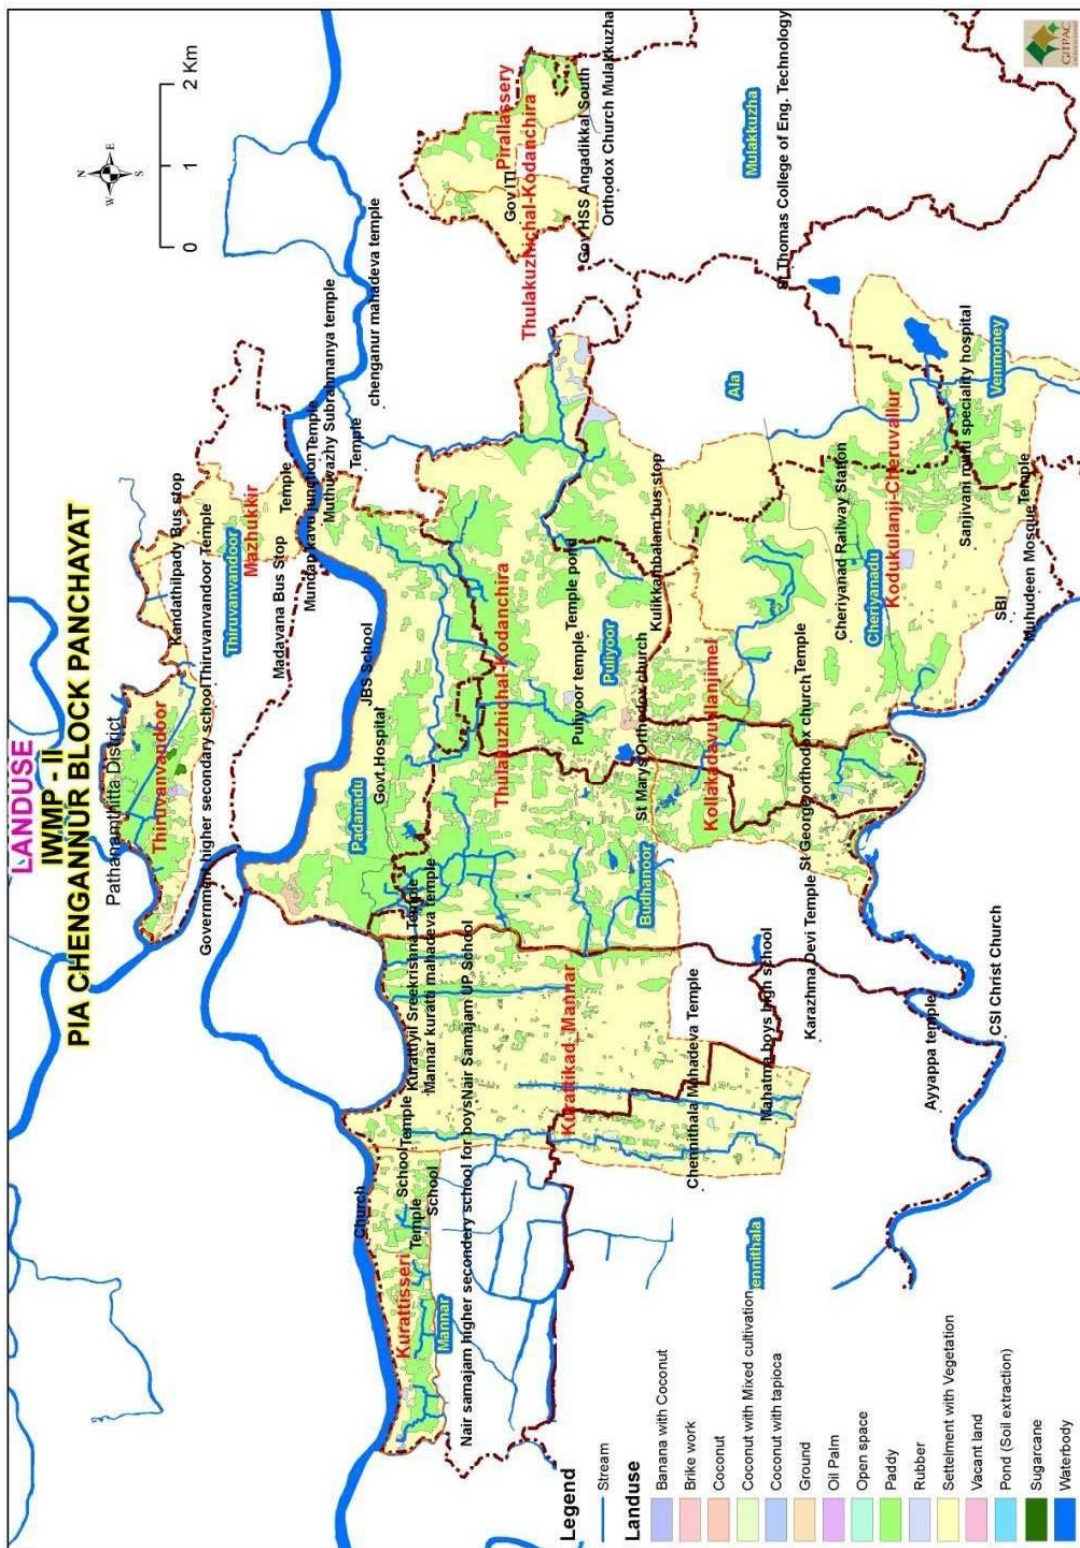 LANDUSE
IWMP - II
PIA CHENGANNUR BLOCK PANCHAYAT
Pathanamthitta District
N
W E
S
0 1 2 Km
GITPAC
Thiruvanvandoor
Kandathilpady Bus stop
Government higher secondary school
Thiruvandoor Temple
Thiruvanvandoor
Mazhukkir
Madavana Bus Stop
Temple
Mundap kavu junction
Temple
Muthuvazhy Subrahmanya temple
Temple
chenganur mahadeva temple
JBS School
Padanadu
Govt.Hospital
Church
Kurattisseri
Temple
School
Temple
School
Mannar
Kurattiyil Sreekrishna Temple
Mannar kuratti mahadeva temple
Nair samajam higher secondery school for boys
Nair Samajam UP School
Thulakuzhichal-Kodanchira
Pirallassery
Gov ITI
Thulakuzhichal-Kodanchira
Gov HSS Angadikkal South
Orthodox Church Mulakkuzha
Kurattikad_Mannar
Puliyoor temple
Temple pond
Puliyoor
Budhanoor
St Marys Orthodox church
Kulikkambalam bus stop
Chennithala Mahadeva Temple
Kollakadavu
Ala
Mulakkuzha
ennithala
Mahatma boys high school
Karazhma Devi Temple
St George orthodox church
Temple
St Thomas College of Eng. Technology
Cheriyanad Railway Station
Cheriyanadu
Kodukulanji-Cheruvallur
Ayyappa temple
CSI Christ Church
Sanjivani multi speciality hospital
Venmoney
SBI
Muhudeen Mosque
Temple
Legend
Stream
Landuse
Banana with Coconut
Brike work
Coconut
Coconut with Mixed cultivation
Coconut with tapioca
Ground
Oil Palm
Open space
Paddy
Rubber
Settelment with Vegetation
Vacant land
Pond (Soil extraction)
Sugarcane
Waterbody